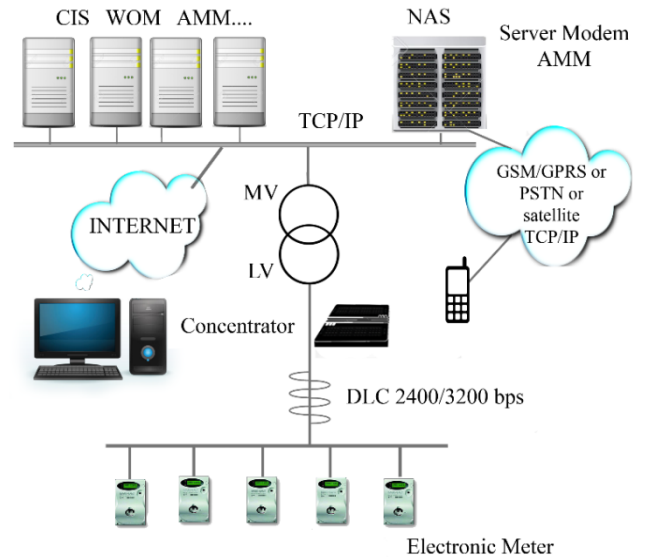 CIS WOM AMM....
NAS
Server Modem
AMM
TCP/IP
GSM/GPRS or
PSTN or
satellite
TCP/IP
MV
INTERNET
LV
Concentrator
DLC 2400/3200 bps
Electronic Meter